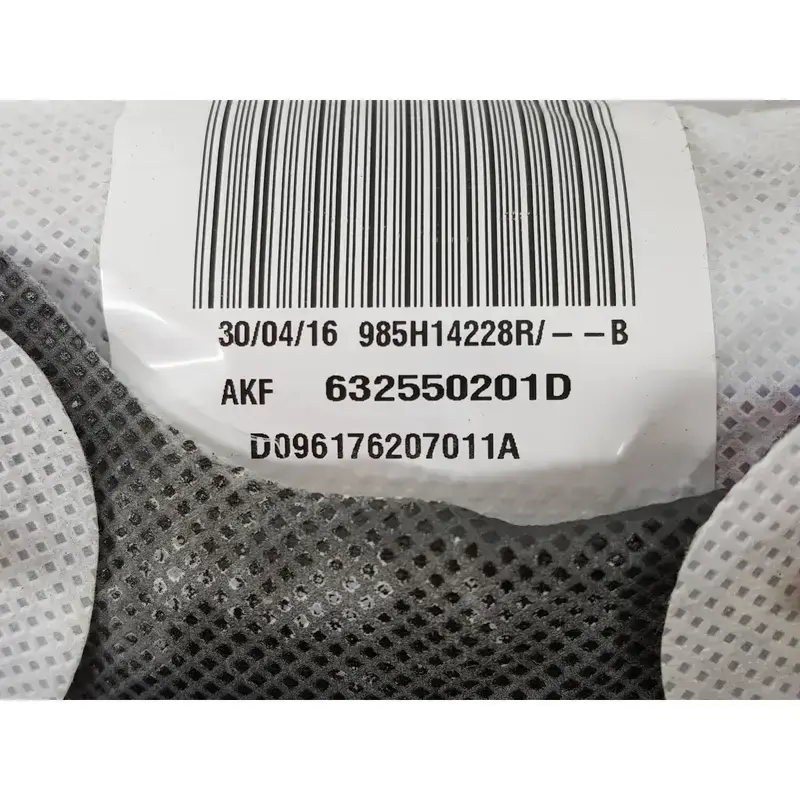 30/04/16 985H14228R/--B
AKF 632550201D
D096176207011A